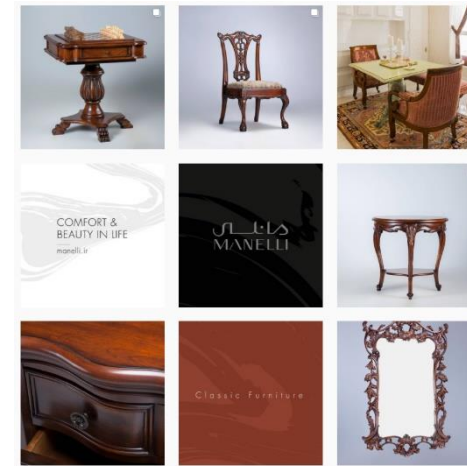 COMFORT &
BEAUTY IN LIFE
manelli.ir
مانلی
MANELLI
Classic Furniture